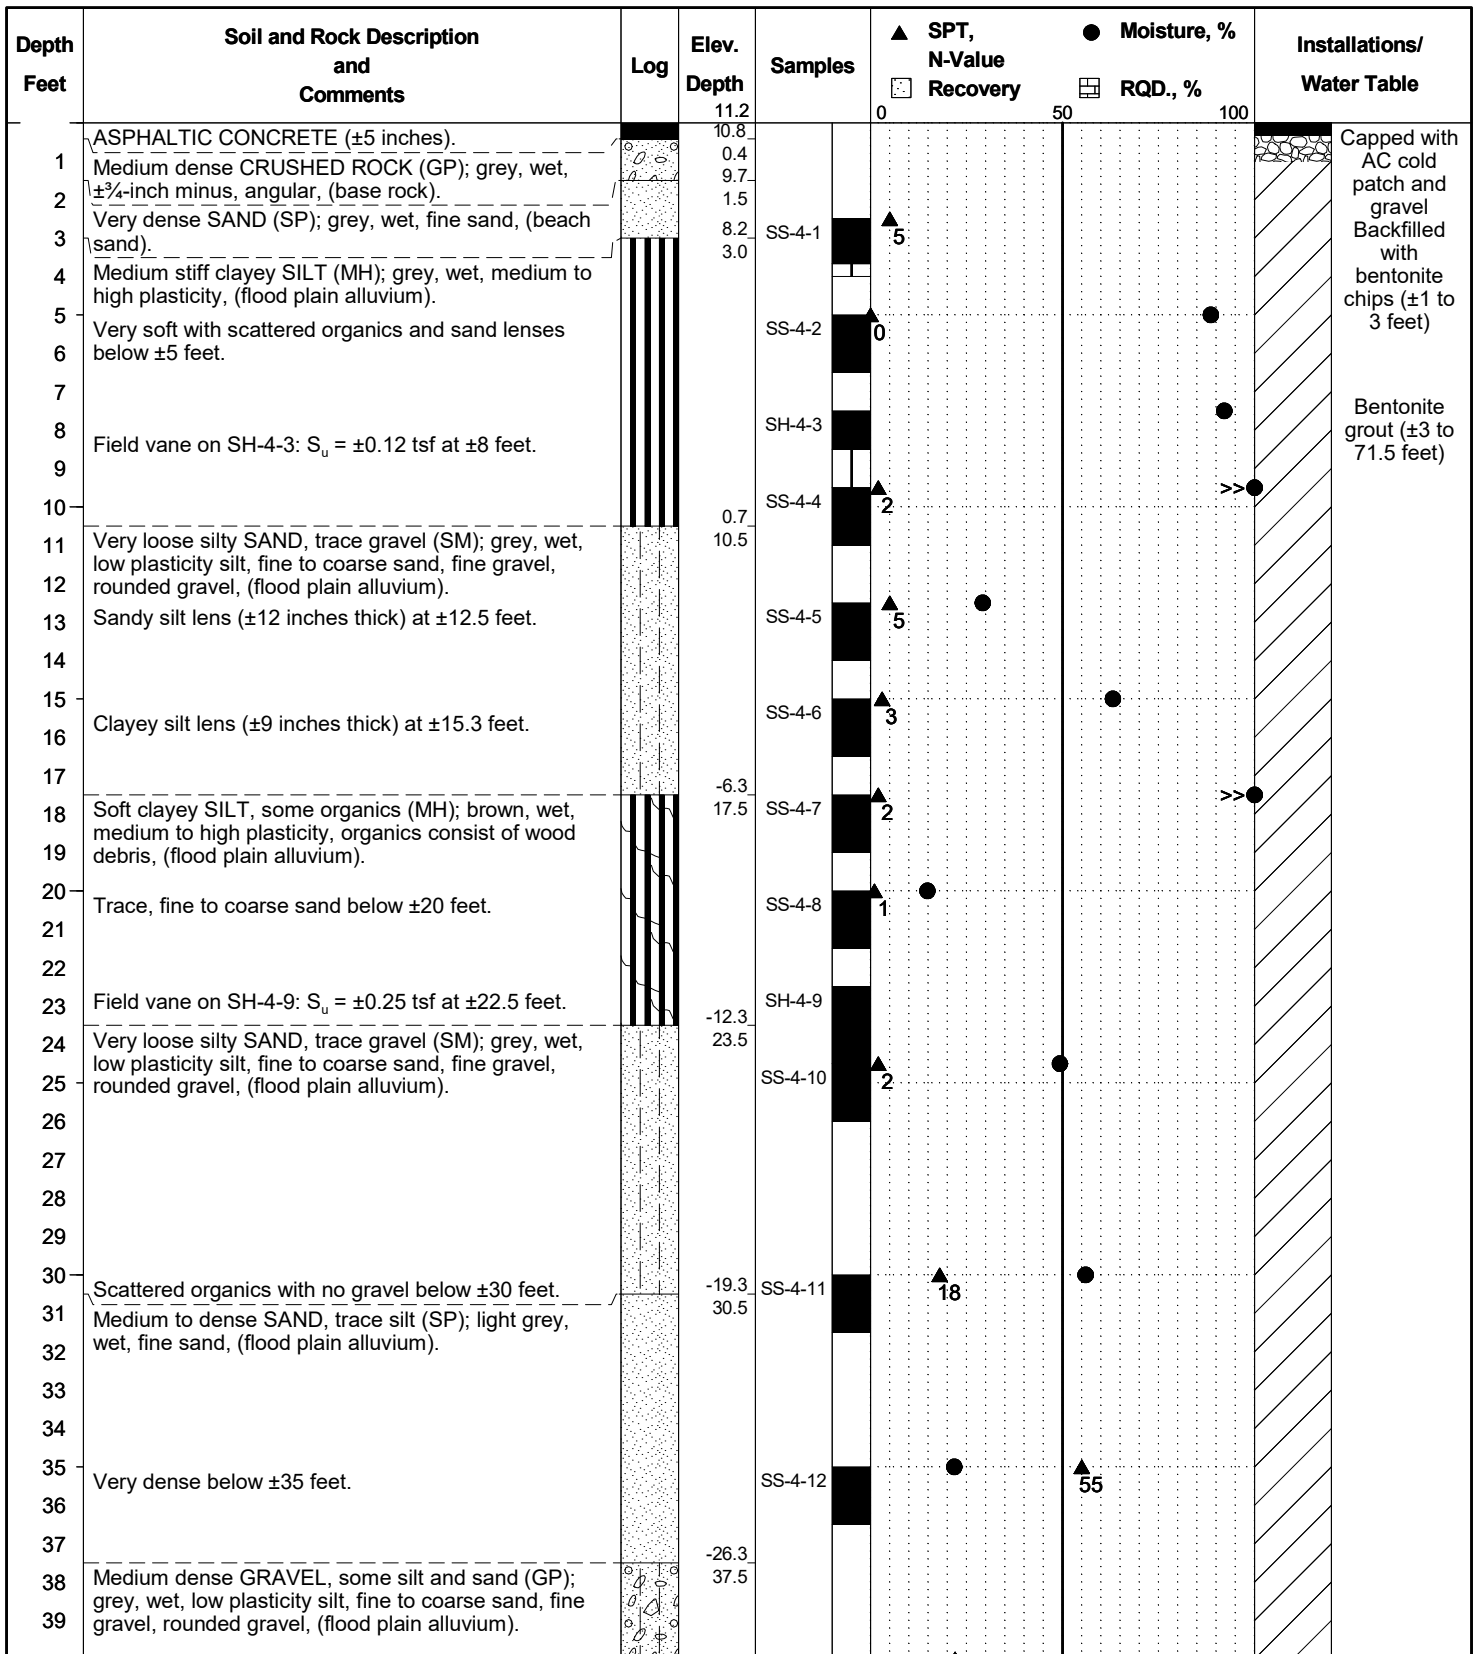 Depth
Feet
Soil and Rock Description
and
Comments
Log
Elev.
Depth
Samples
▲ SPT,
N-Value
● Moisture, %
Recovery
RQD., %
Installations/
Water Table
11.2
0 50 100
ASPHALTIC CONCRETE (±5 inches).
10.8
0.4
Capped with
AC cold
patch and
gravel
Backfilled
with
bentonite
chips (±1 to
3 feet)
1
Medium dense CRUSHED ROCK (GP); grey, wet,
±¾-inch minus, angular, (base rock).
9.7
1.5
2
Very dense SAND (SP); grey, wet, fine sand, (beach
sand).
8.2
3.0
SS-4-1
5
3
Medium stiff clayey SILT (MH); grey, wet, medium to
high plasticity, (flood plain alluvium).
4
5
Very soft with scattered organics and sand lenses
below ±5 feet.
SS-4-2
0
6
7
Bentonite
grout (±3 to
71.5 feet)
8
Field vane on SH-4-3: Su = ±0.12 tsf at ±8 feet.
SH-4-3
9
10
SS-4-4
2
>>
0.7
10.5
11
Very loose silty SAND, trace gravel (SM); grey, wet,
low plasticity silt, fine to coarse sand, fine gravel,
rounded gravel, (flood plain alluvium).
12
13
Sandy silt lens (±12 inches thick) at ±12.5 feet.
SS-4-5
5
14
15
Clayey silt lens (±9 inches thick) at ±15.3 feet.
SS-4-6
3
16
17
-6.3
17.5
18
Soft clayey SILT, some organics (MH); brown, wet,
medium to high plasticity, organics consist of wood
debris, (flood plain alluvium).
SS-4-7
2
>>
19
20
Trace, fine to coarse sand below ±20 feet.
SS-4-8
1
21
22
23
Field vane on SH-4-9: Su = ±0.25 tsf at ±22.5 feet.
SH-4-9
-12.3
23.5
24
Very loose silty SAND, trace gravel (SM); grey, wet,
low plasticity silt, fine to coarse sand, fine gravel,
rounded gravel, (flood plain alluvium).
25
SS-4-10
2
26
27
28
29
30
Scattered organics with no gravel below ±30 feet.
-19.3
30.5
SS-4-11
18
31
Medium to dense SAND, trace silt (SP); light grey,
wet, fine sand, (flood plain alluvium).
32
33
34
35
Very dense below ±35 feet.
SS-4-12
55
36
37
-26.3
37.5
38
Medium dense GRAVEL, some silt and sand (GP);
grey, wet, low plasticity silt, fine to coarse sand, fine
gravel, rounded gravel, (flood plain alluvium).
39